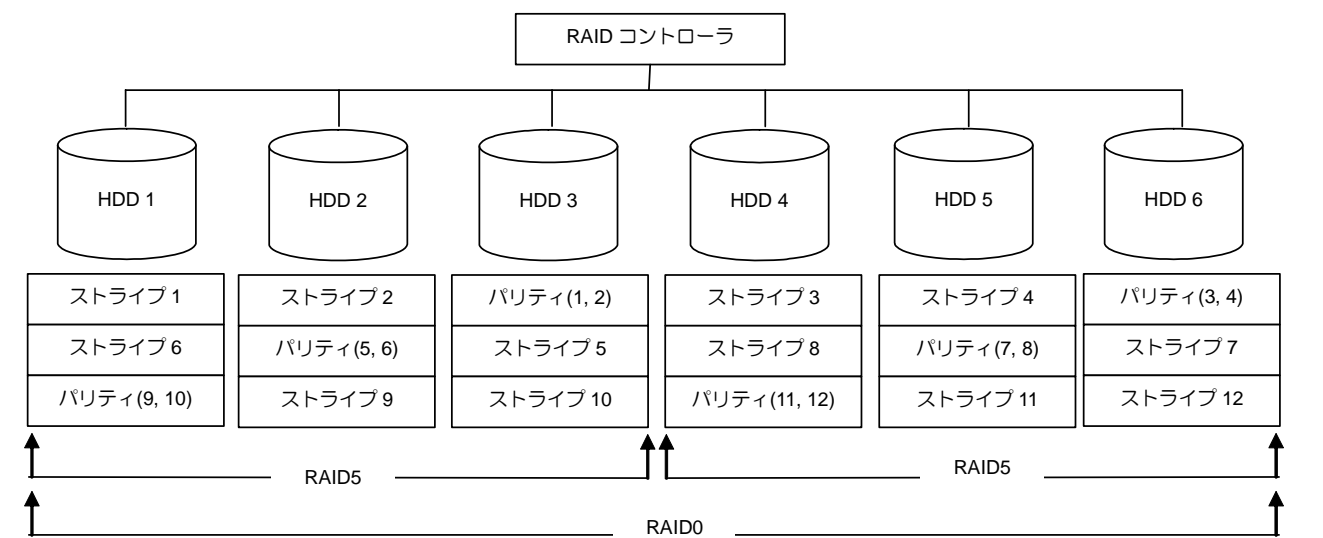 RAID コントローラ
HDD 1
HDD 2
HDD 3
HDD 4
HDD 5
HDD 6
ストライプ 1
ストライプ 2
パリティ(1, 2)
ストライプ 3
ストライプ 4
パリティ(3, 4)
ストライプ 6
パリティ(5, 6)
ストライプ 5
ストライプ 8
パリティ(7, 8)
ストライプ 7
パリティ(9, 10)
ストライプ 9
ストライプ 10
パリティ(11, 12)
ストライプ 11
ストライプ 12
RAID5
RAID5
RAID0